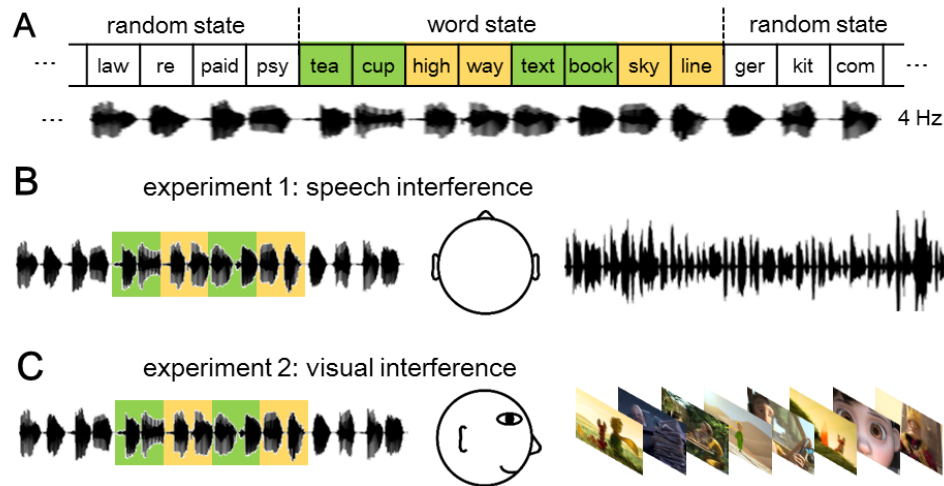 A
random state word state random state
... law re paid psy tea cup high way text book sky line ger kit com ...
... 4 Hz
B
experiment 1: speech interference
C
experiment 2: visual interference